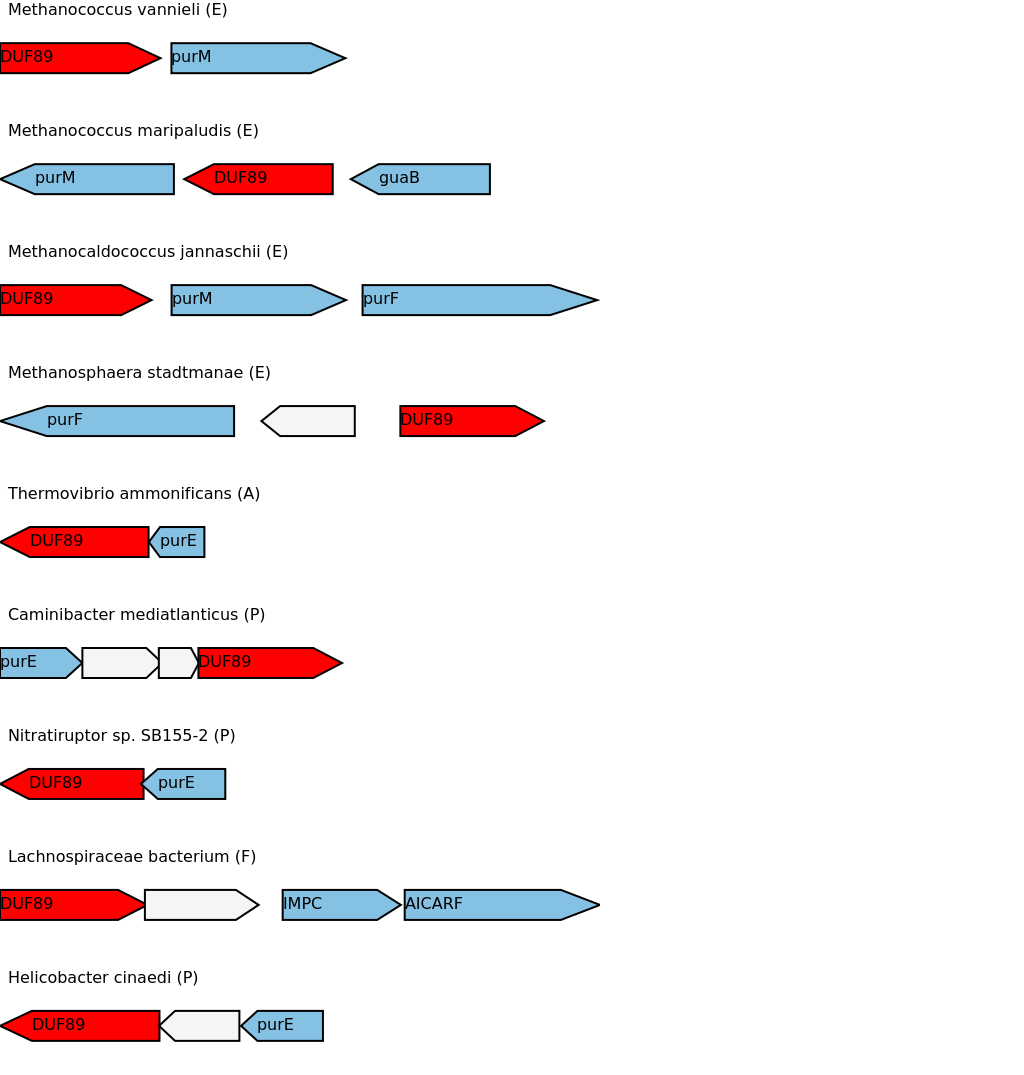 Methanococcus vannieli (E)
DUF89 purM
Methanococcus maripaludis (E)
purM DUF89 guaB
Methanocaldococcus jannaschii (E)
DUF89 purM purF
Methanosphaera stadtmanae (E)
purF DUF89
Thermovibrio ammonificans (A)
DUF89 purE
Caminibacter mediatlanticus (P)
purE DUF89
Nitratiruptor sp. SB155-2 (P)
DUF89 purE
Lachnospiraceae bacterium (F)
DUF89 IMPC AICARF
Helicobacter cinaedi (P)
DUF89 purE